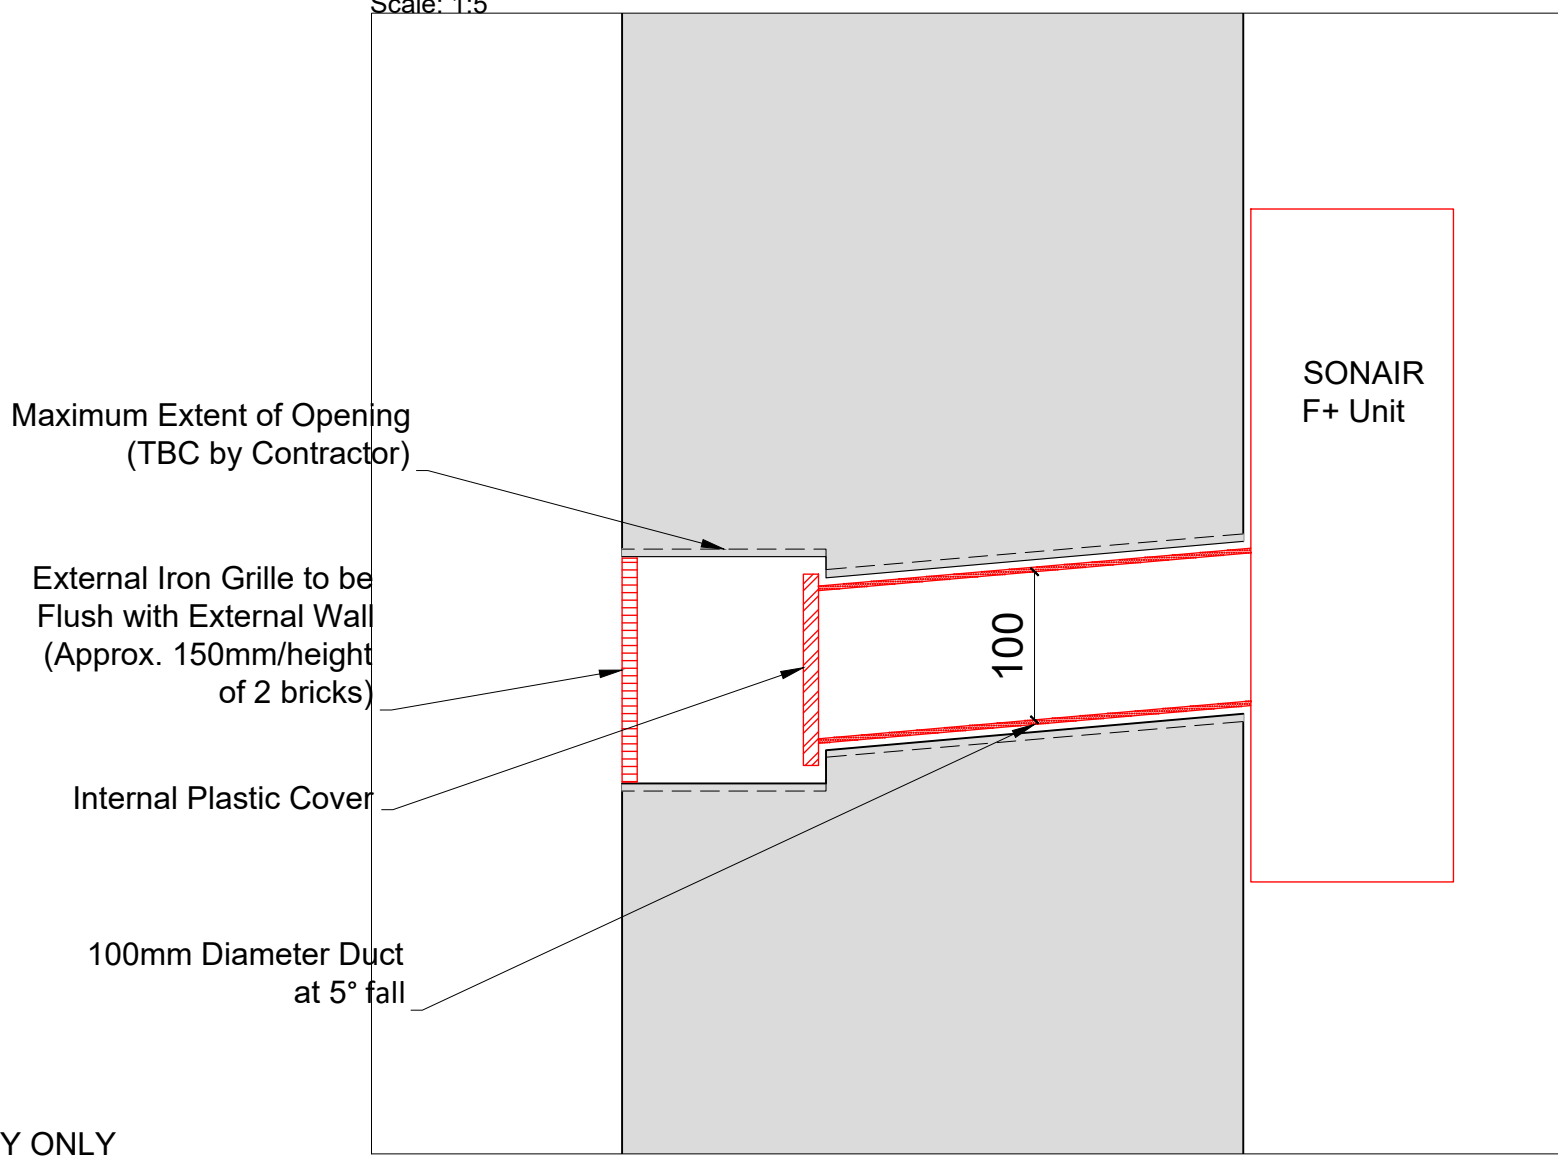 Scale: 1:5
SONAIR
F+ Unit
Maximum Extent of Opening
(TBC by Contractor)
External Iron Grille to be
Flush with External Wall
(Approx. 150mm/height
of 2 bricks)
100
Internal Plastic Cover
100mm Diameter Duct
at 5° fall
Y ONLY